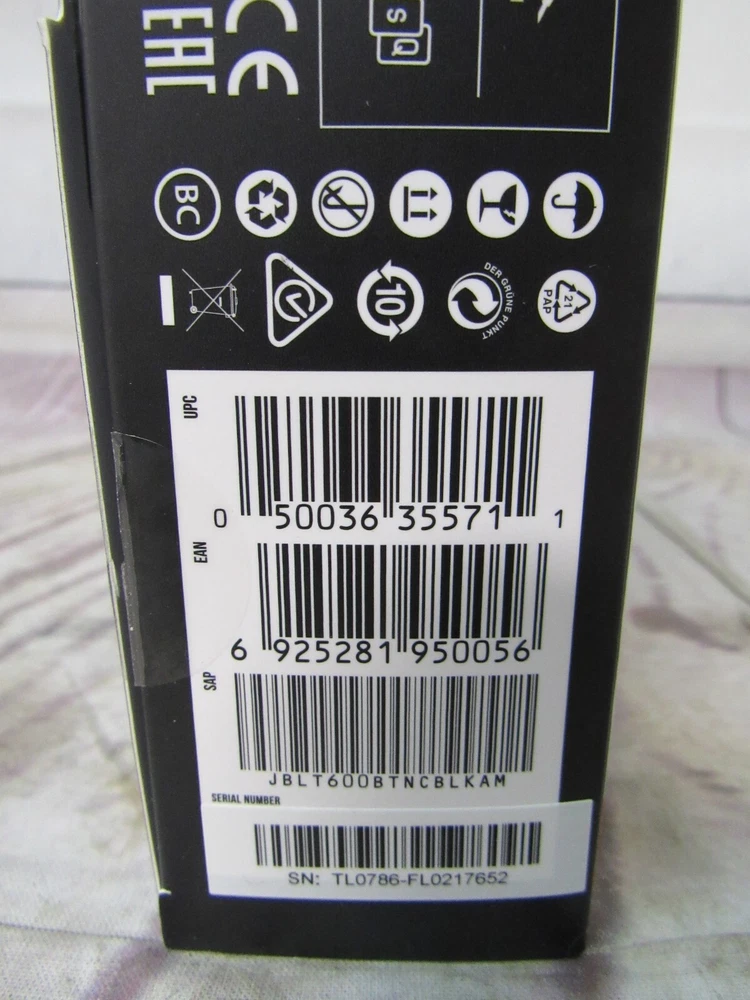 EAC
CE
S
Q
BC
10
DER GRÜNE PUNKT
21
PAP
UPC
0 50036 35571 1
EAN
6 925281 950056
SAP
JBLT600BTNCBLKAM
SERIAL NUMBER
SN: TL0786-FL0217652